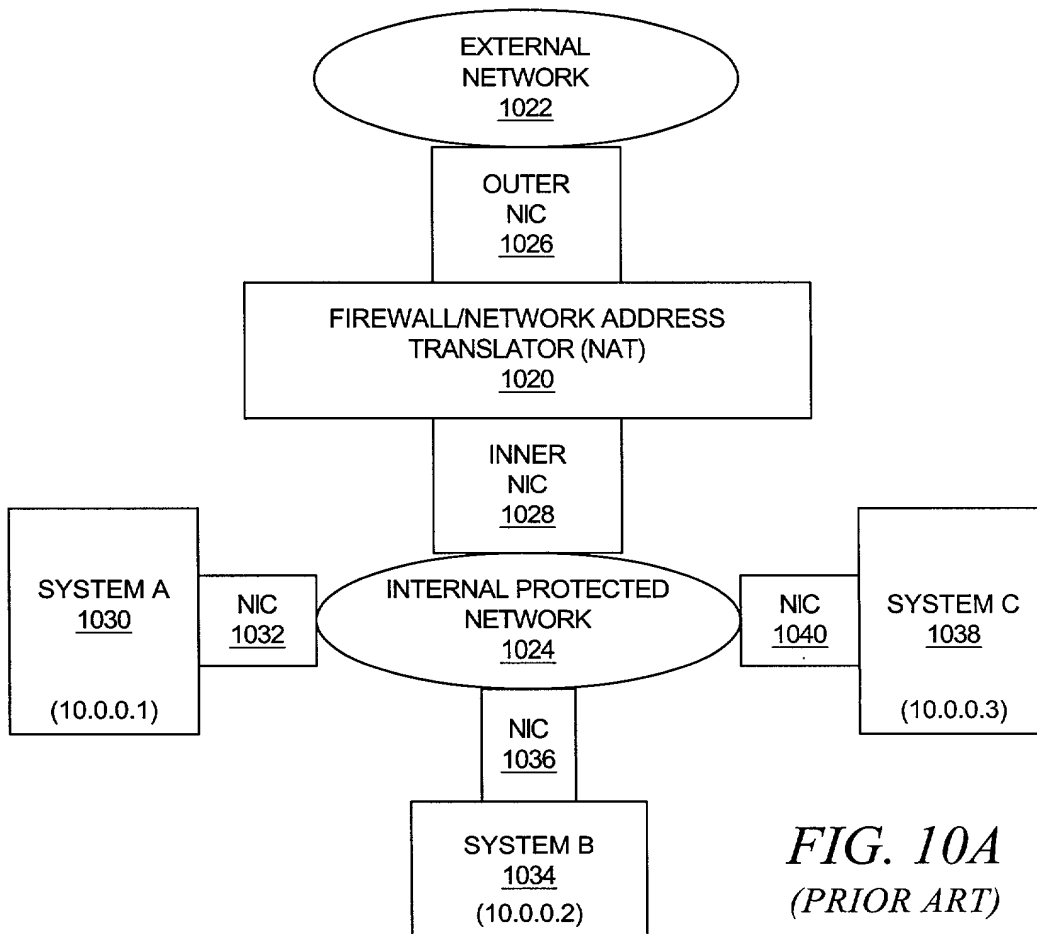 EXTERNAL
NETWORK
1022
OUTER
NIC
1026
FIREWALL/NETWORK ADDRESS
TRANSLATOR (NAT)
1020
INNER
NIC
1028
SYSTEM A
1030
(10.0.0.1)
NIC
1032
INTERNAL PROTECTED
NETWORK
1024
NIC
1040
SYSTEM C
1038
(10.0.0.3)
NIC
1036
SYSTEM B
1034
(10.0.0.2)
FIG. 10A
(PRIOR ART)